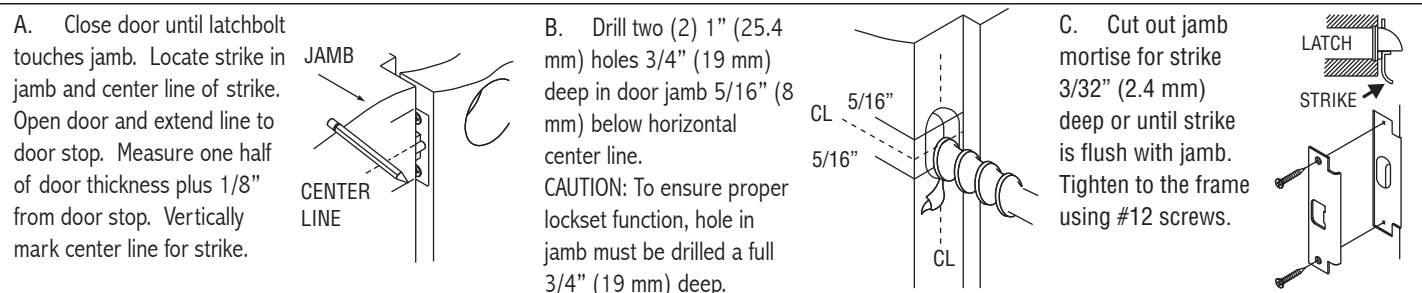 A. Close door until latchbolt
touches jamb. Locate strike in
jamb and center line of strike.
Open door and extend line to
door stop. Measure one half
of door thickness plus 1/8”
from door stop. Vertically
mark center line for strike.
JAMB
CENTER
LINE
B. Drill two (2) 1” (25.4
mm) holes 3/4” (19 mm)
deep in door jamb 5/16” (8
mm) below horizontal
center line.
CAUTION: To ensure proper
lockset function, hole in
jamb must be drilled a full
3/4” (19 mm) deep.
CL
5/16”
5/16”
CL
C. Cut out jamb
mortise for strike
3/32” (2.4 mm)
deep or until strike
is flush with jamb.
Tighten to the frame
using #12 screws.
LATCH
STRIKE